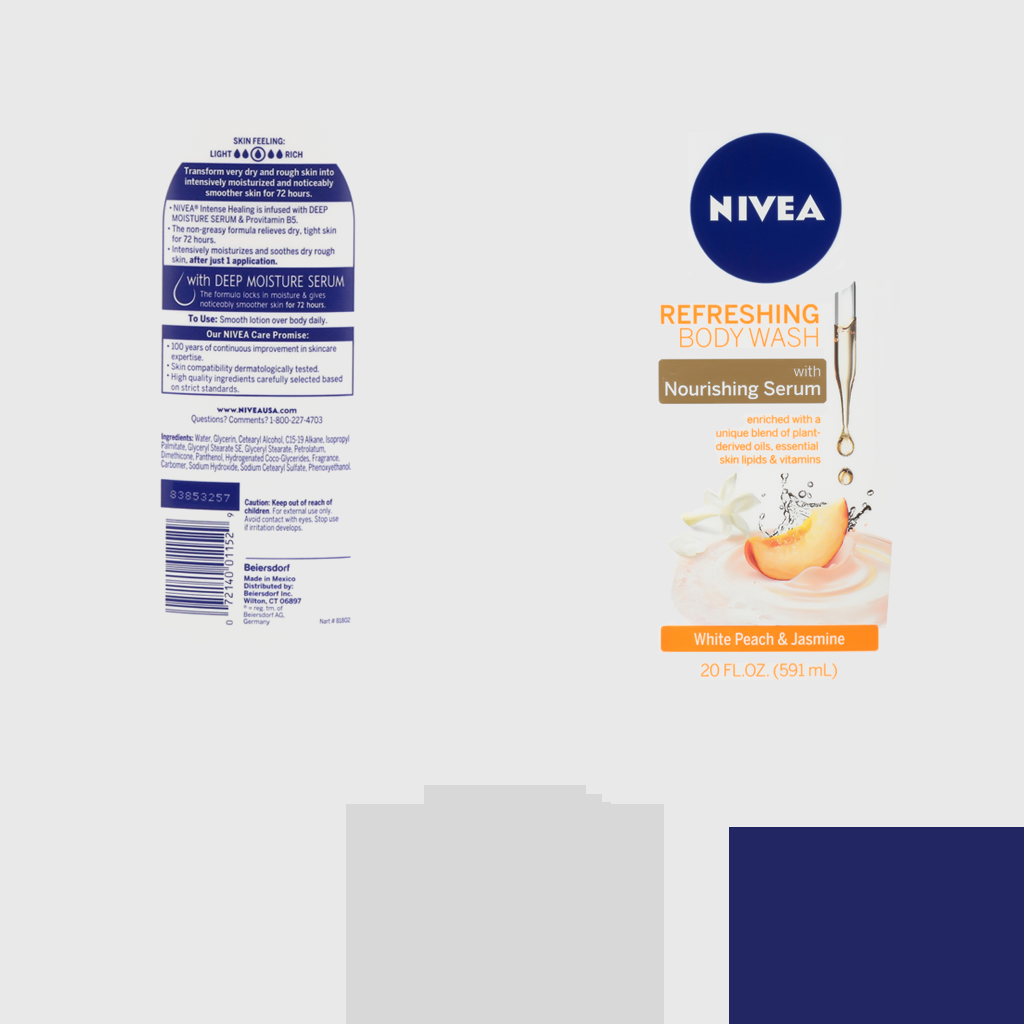 SKIN FEELING:
LIGHT RICH
Transform very dry and rough skin into
intensively moisturized and noticeably
smoother skin for 72 hours.
• NIVEA® Intense Healing is infused with DEEP
MOISTURE SERUM & Provitamin B5.
• The non-greasy formula relieves dry, tight skin
for 72 hours.
• Intensively moisturizes and soothes dry rough
skin, after just 1 application.
with DEEP MOISTURE SERUM
The formula locks in moisture & gives
noticeably smoother skin for 72 hours.
To Use: Smooth lotion over body daily.
Our NIVEA Care Promise:
• 100 years of continuous improvement in skincare
expertise.
• Skin compatibility dermatologically tested.
• High quality ingredients carefully selected based
on strict standards.
www.NIVEAUSA.com
Questions? Comments? 1-800-227-4703
Ingredients: Water, Glycerin, Cetearyl Alcohol, C15-19 Alkane, Isopropyl
Palmitate, Glyceryl Stearate SE, Glyceryl Stearate, Petrolatum,
Dimethicone, Panthenol, Hydrogenated Coco-Glycerides, Fragrance,
Carbomer, Sodium Hydroxide, Sodium Cetearyl Sulfate, Phenoxyethanol.
83853257
Caution: Keep out of reach of
children. For external use only.
Avoid contact with eyes. Stop use
if irritation develops.
0 72140 01152 9
Beiersdorf
Made in Mexico
Distributed by:
Beiersdorf Inc.
Wilton, CT 06897
® = reg. tm. of
Beiersdorf AG,
Germany
Nart # 81802
NIVEA
REFRESHING
BODY WASH
with
Nourishing Serum
enriched with a
unique blend of plant-
derived oils, essential
skin lipids & vitamins
White Peach & Jasmine
20 FL.OZ. (591 mL)